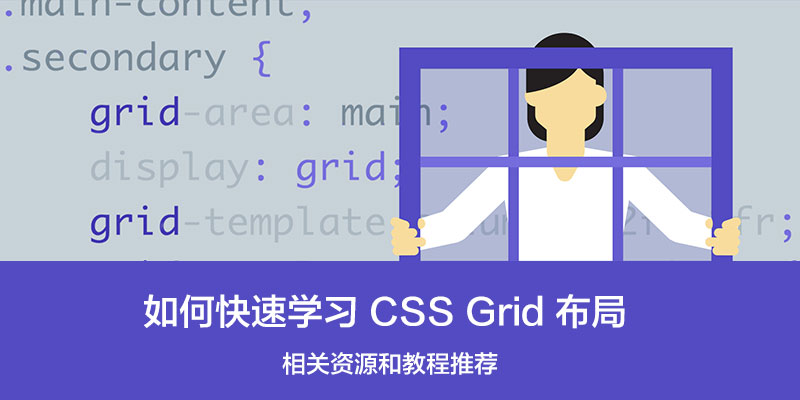 .main-content,
.secondary {
grid-area: main;
display: grid;
grid-template
fr;
如何快速学习 CSS Grid 布局
相关资源和教程推荐